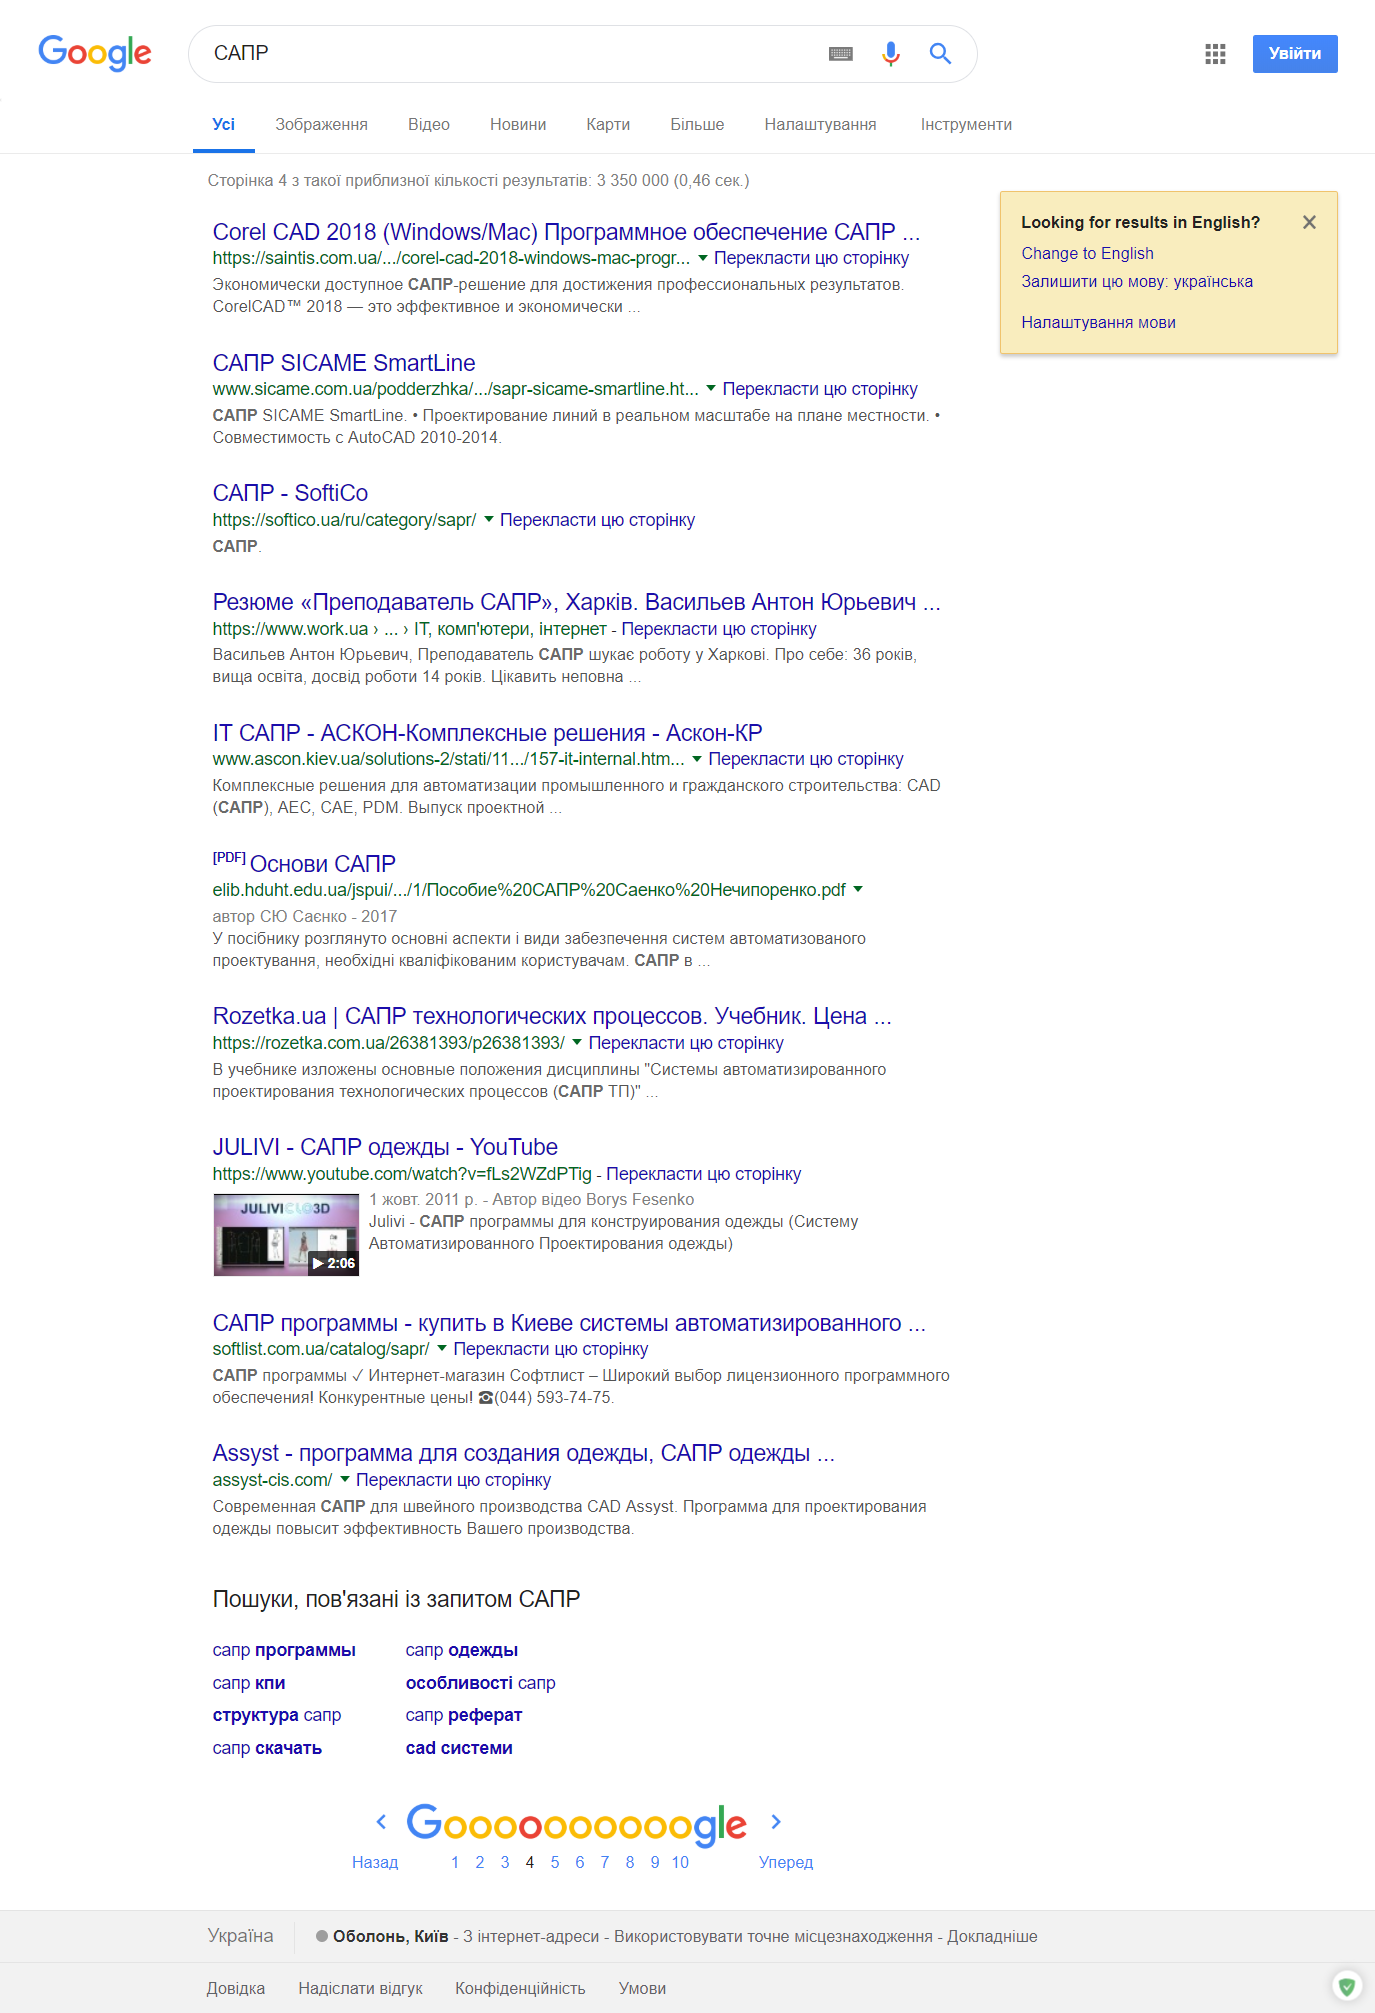 Google
САПР
Увійти
Усі Зображення Відео Новини Карти Більше Налаштування Інструменти
Сторінка 4 з такої приблизної кількості результатів: 3 350 000 (0,46 сек.)
Looking for results in English?
Change to English
Залишити цю мову: українська
Налаштування мови
Corel CAD 2018 (Windows/Mac) Программное обеспечение САПР ...
https://saintis.com.ua/.../corel-cad-2018-windows-mac-progr... Перекласти цю сторінку
Экономически доступное САПР-решение для достижения профессиональных результатов.
CorelCAD™ 2018 — это эффективное и экономически ...
САПР SICAME SmartLine
www.sicame.com.ua/podderzhka/.../sapr-sicame-smartline.ht... Перекласти цю сторінку
САПР SICAME SmartLine. • Проектирование линий в реальном масштабе на плане местности. •
Совместимость с AutoCAD 2010-2014.
САПР - SoftiCo
https://softico.ua/ru/category/sapr/ Перекласти цю сторінку
САПР.
Резюме «Преподаватель САПР», Харків. Васильев Антон Юрьевич ...
https://www.work.ua › ... › IT, комп'ютери, інтернет - Перекласти цю сторінку
Васильев Антон Юрьевич, Преподаватель САПР шукає роботу у Харкові. Про себе: 36 років,
вища освіта, досвід роботи 14 років. Цікавить неповна ...
IT САПР - АСКОН-Комплексные решения - Аскон-КР
www.ascon.kiev.ua/solutions-2/stati/11.../157-it-internal.htm... Перекласти цю сторінку
Комплексные решения для автоматизации промышленного и гражданского строительства: CAD
(САПР), AEC, CAE, PDM. Выпуск проектной ...
[PDF] Основи САПР
elib.hduht.edu.ua/jspui/.../1/Пособие%20САПР%20Саенко%20Нечипоренко.pdf
автор СЮ Саєнко - 2017
У посібнику розглянуто основні аспекти і види забезпечення систем автоматизованого
проектування, необхідні кваліфікованим користувачам. САПР в ...
Rozetka.ua | САПР технологических процессов. Учебник. Цена ...
https://rozetka.com.ua/26381393/p26381393/ Перекласти цю сторінку
В учебнике изложены основные положения дисциплины "Системы автоматизированного
проектирования технологических процессов (САПР ТП)" ...
JULIVI - САПР одежды - YouTube
https://www.youtube.com/watch?v=fLs2WZdPTig - Перекласти цю сторінку
JULIVI CLO3D
2:06
1 жовт. 2011 р. - Автор відео Borys Fesenko
Julivi - САПР программы для конструирования одежды (Систему
Автоматизированного Проектирования одежды)
САПР программы - купить в Киеве системы автоматизированного ...
softlist.com.ua/catalog/sapr/ Перекласти цю сторінку
САПР программы ✓ Интернет-магазин Софтлист – Широкий выбор лицензионного программного
обеспечения! Конкурентные цены! ☎(044) 593-74-75.
Assyst - программа для создания одежды, САПР одежды ...
assyst-cis.com/ Перекласти цю сторінку
Современная САПР для швейного производства CAD Assyst. Программа для проектирования
одежды повысит эффективность Вашего производства.
Пошуки, пов'язані із запитом САПР
сапр программы сапр одежды
сапр кпи особливості сапр
структура сапр сапр реферат
сапр скачать cad системи
Goooooooooogle
Назад 1 2 3 4 5 6 7 8 9 10 Уперед
Україна Оболонь, Київ - З інтернет-адреси - Використовувати точне місцезнаходження - Докладніше
Довідка Надіслати відгук Конфіденційність Умови